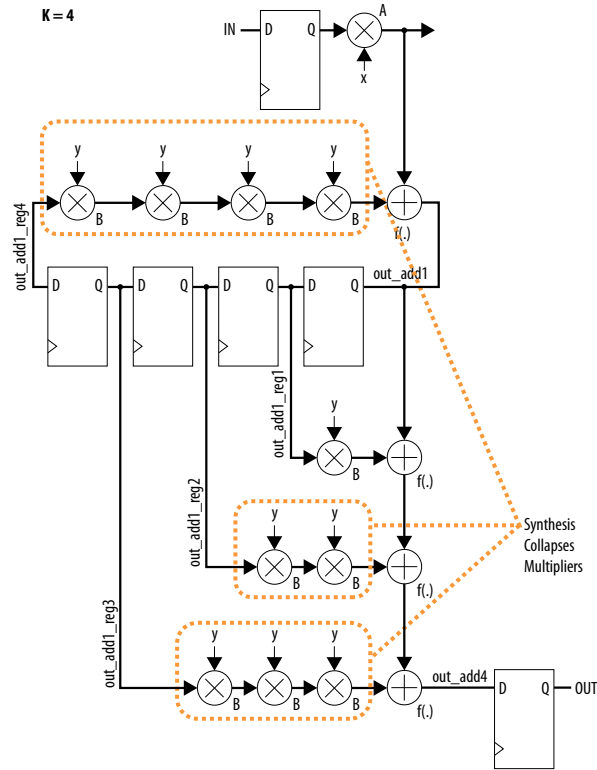 K = 4
A
IN
D
Q
x
y
y
y
y
B
B
B
B
f(.)
out_add1_reg4
out_add1
D
Q
D
Q
D
Q
D
Q
out_add1_reg1
y
B
f(.)
out_add1_reg2
y
y
B
B
f(.)
Synthesis
Collapses
Multipliers
out_add1_reg3
y
y
y
B
B
B
f(.)
out_add4
D
Q
OUT